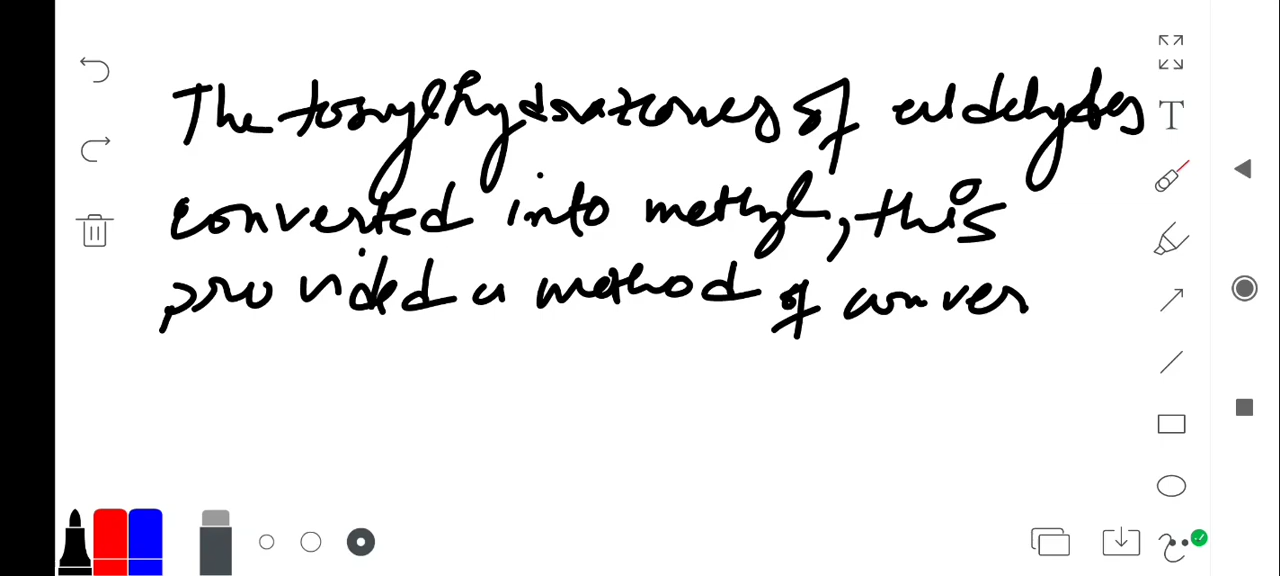 The tosylhydrazones of aldehydes
converted into methyl, this
provided a method of conver